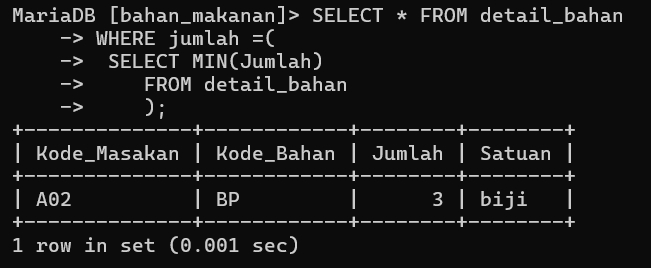 MariaDB [bahan_makanan]> SELECT * FROM detail_bahan
    -> WHERE jumlah =(
    ->  SELECT MIN(Jumlah)
    ->     FROM detail_bahan
    ->     );
+--------------+------------+--------+--------+
| Kode_Masakan | Kode_Bahan | Jumlah | Satuan |
+--------------+------------+--------+--------+
| A02          | BP         |      3 | biji   |
+--------------+------------+--------+--------+
1 row in set (0.001 sec)